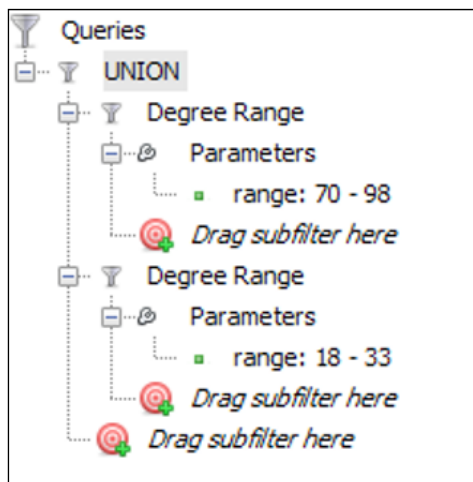 Queries
UNION
Degree Range
Parameters
range: 70 - 98
Drag subfilter here
Degree Range
Parameters
range: 18 - 33
Drag subfilter here
Drag subfilter here